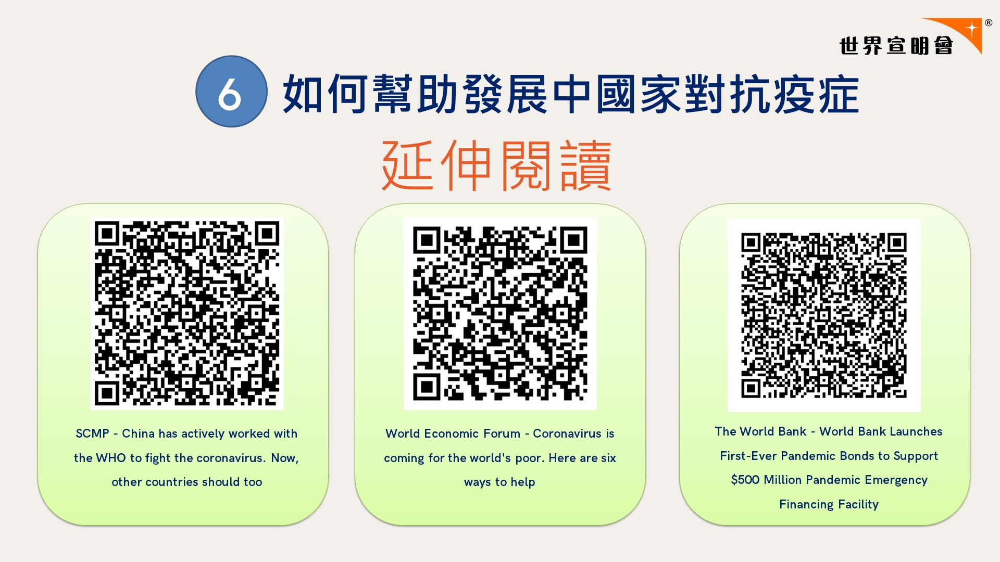 世界宣明會®
6 如何幫助發展中國家對抗疫症
延伸閱讀
SCMP - China has actively worked with
the WHO to fight the coronavirus. Now,
other countries should too
World Economic Forum - Coronavirus is
coming for the world's poor. Here are six
ways to help
The World Bank - World Bank Launches
First-Ever Pandemic Bonds to Support
$500 Million Pandemic Emergency
Financing Facility